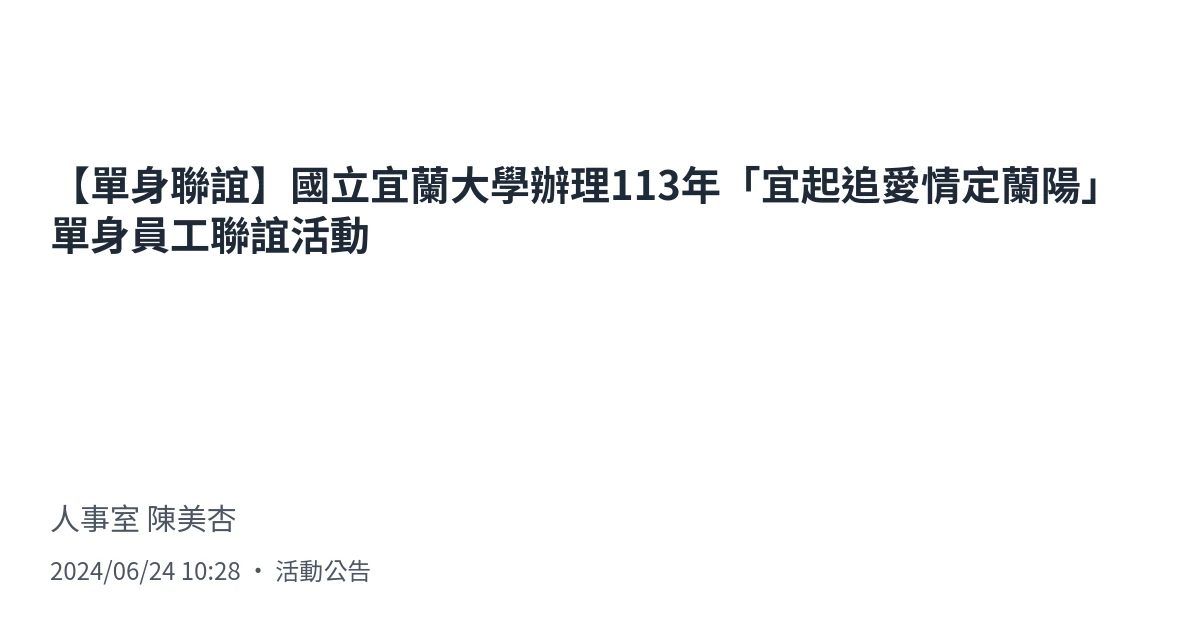 【單身聯誼】國立宜蘭大學辦理113年「宜起追愛情定蘭陽」
單身員工聯誼活動
人事室 陳美杏
2024/06/24 10:28 • 活動公告